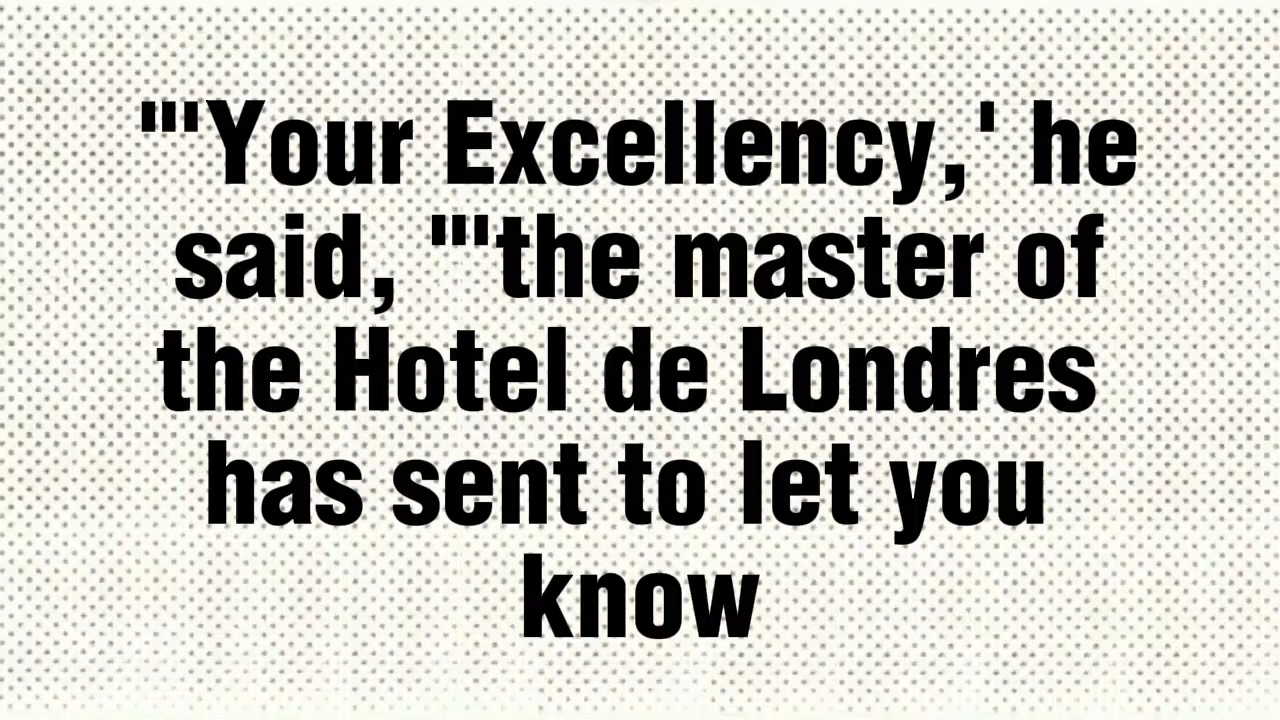 "'Your Excellency,' he
said, "'the master of
the Hotel de Londres
has sent to let you
know